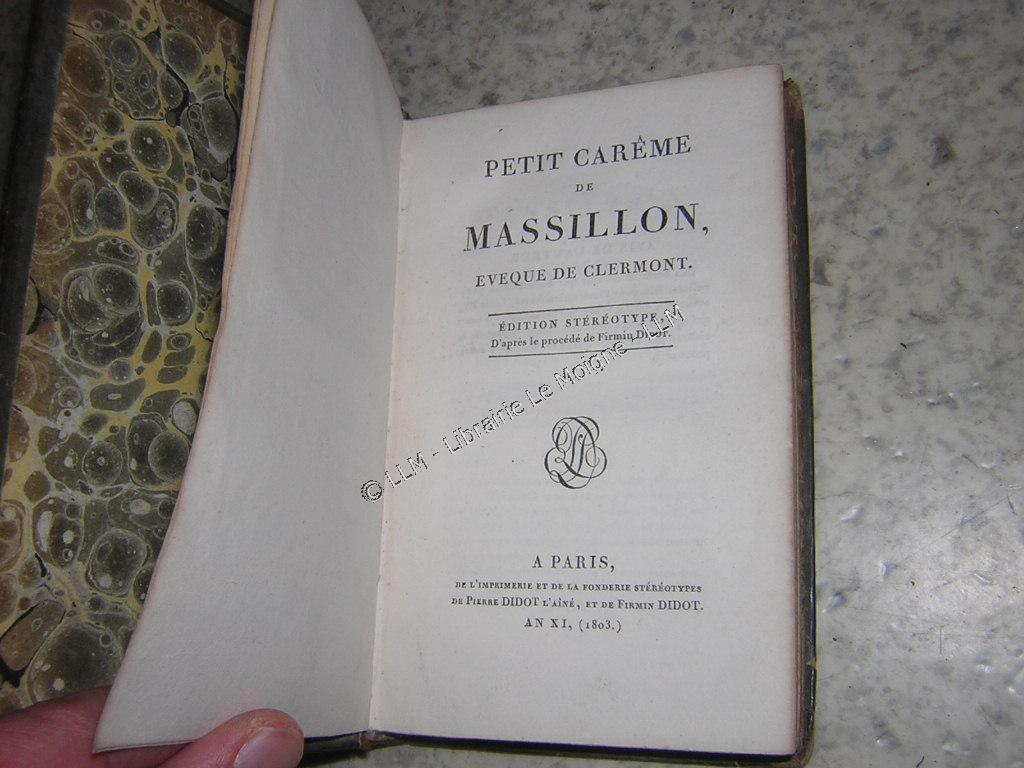 PETIT CARÊME
DE
MASSILLON,
EVEQUE DE CLERMONT.
ÉDITION STÉRÉOTYPE,
D'après le procédé de Firmin DIDOT.
© LLM - Librairie Le Moigne - LLM
A PARIS,
DE L'IMPRIMERIE ET DE LA FONDERIE STÉRÉOTYPES
DE PIERRE DIDOT L'AÎNÉ, ET DE FIRMIN DIDOT.
AN XI, (1803.)